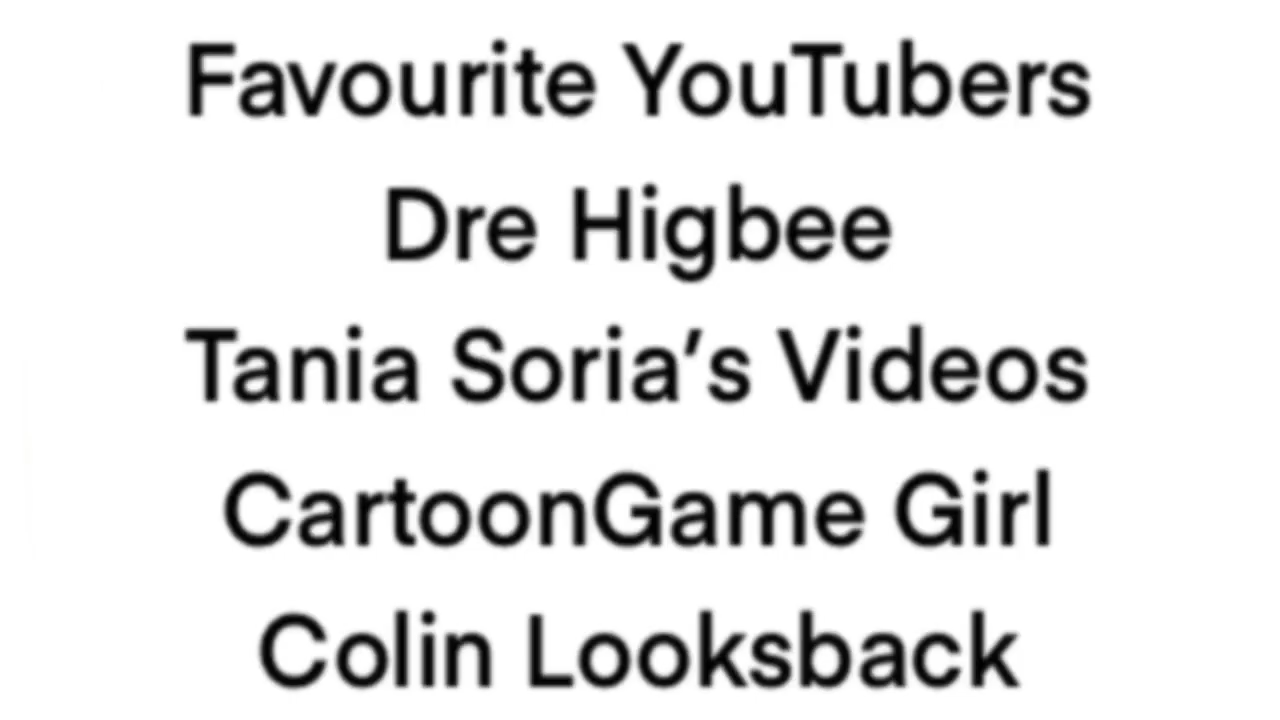 Favourite YouTubers
Dre Higbee
Tania Soria’s Videos
CartoonGame Girl
Colin Looksback